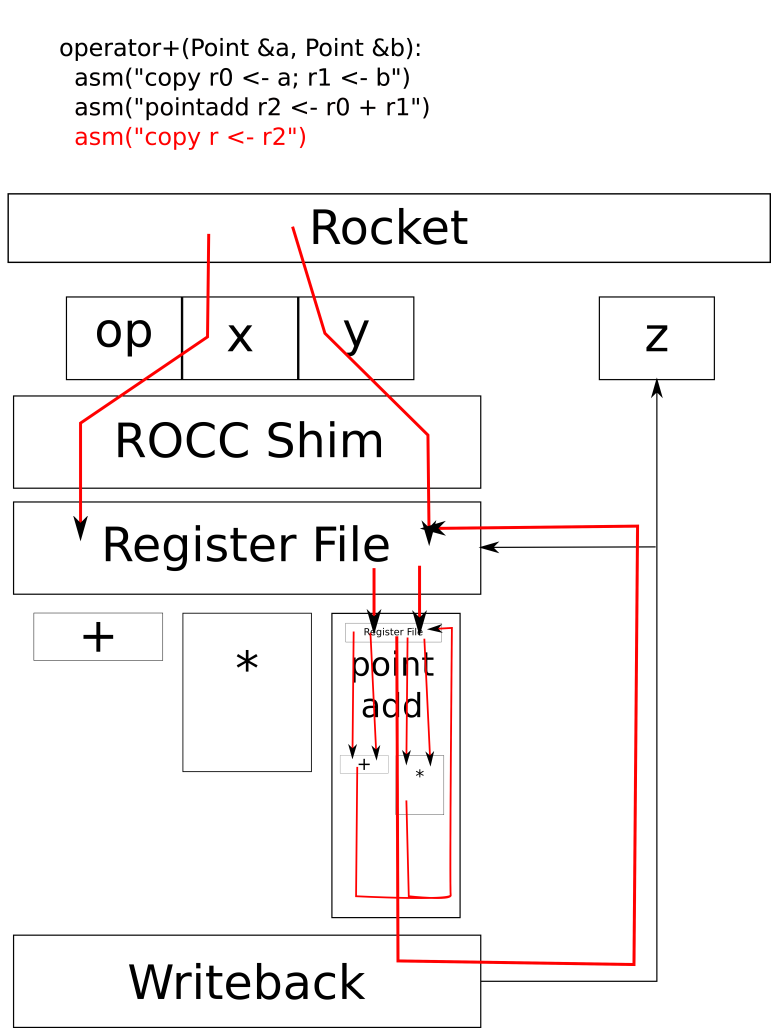 operator+(Point &a, Point &b):
asm("copy r0 <- a; r1 <- b")
asm("pointadd r2 <- r0 + r1")
asm("copy r <- r2")
Rocket
op x y z
ROCC Shim
Register File
+ *
Register File
point
add
+ *
Writeback